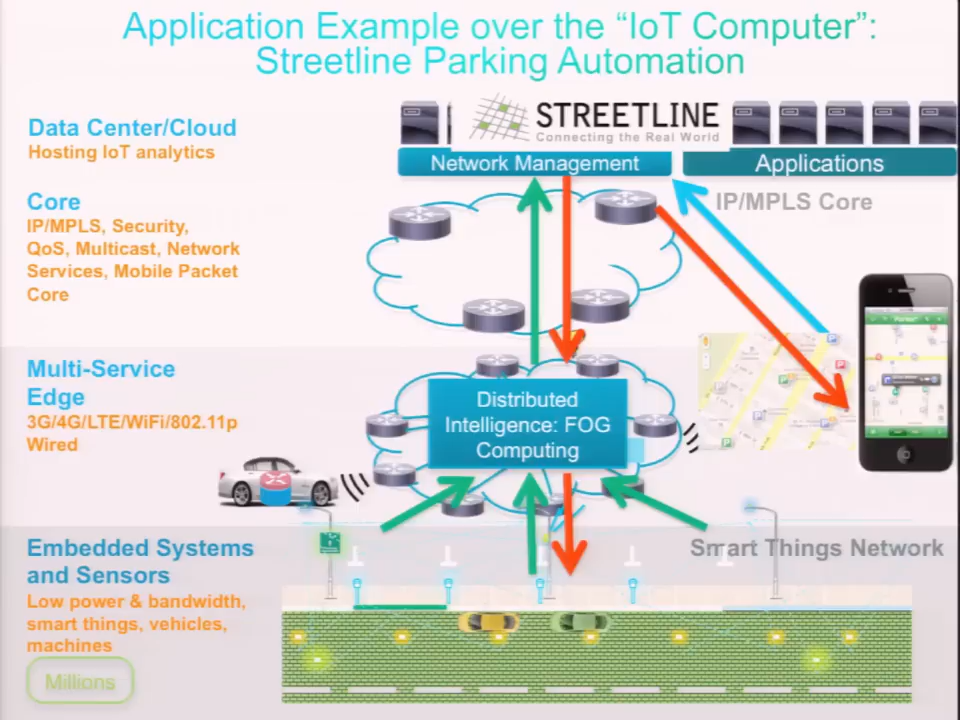 Application Example over the “IoT Computer”:
Streetline Parking Automation
Data Center/Cloud
Hosting IoT analytics
STREETLINE
Connecting the Real World
Network Management
Applications
Core
IP/MPLS, Security,
QoS, Multicast, Network
Services, Mobile Packet
Core
IP/MPLS Core
Multi-Service
Edge
3G/4G/LTE/WiFi/802.11p
Wired
Distributed
Intelligence: FOG
Computing
Embedded Systems
and Sensors
Low power & bandwidth,
smart things, vehicles,
machines
Smart Things Network
Millions